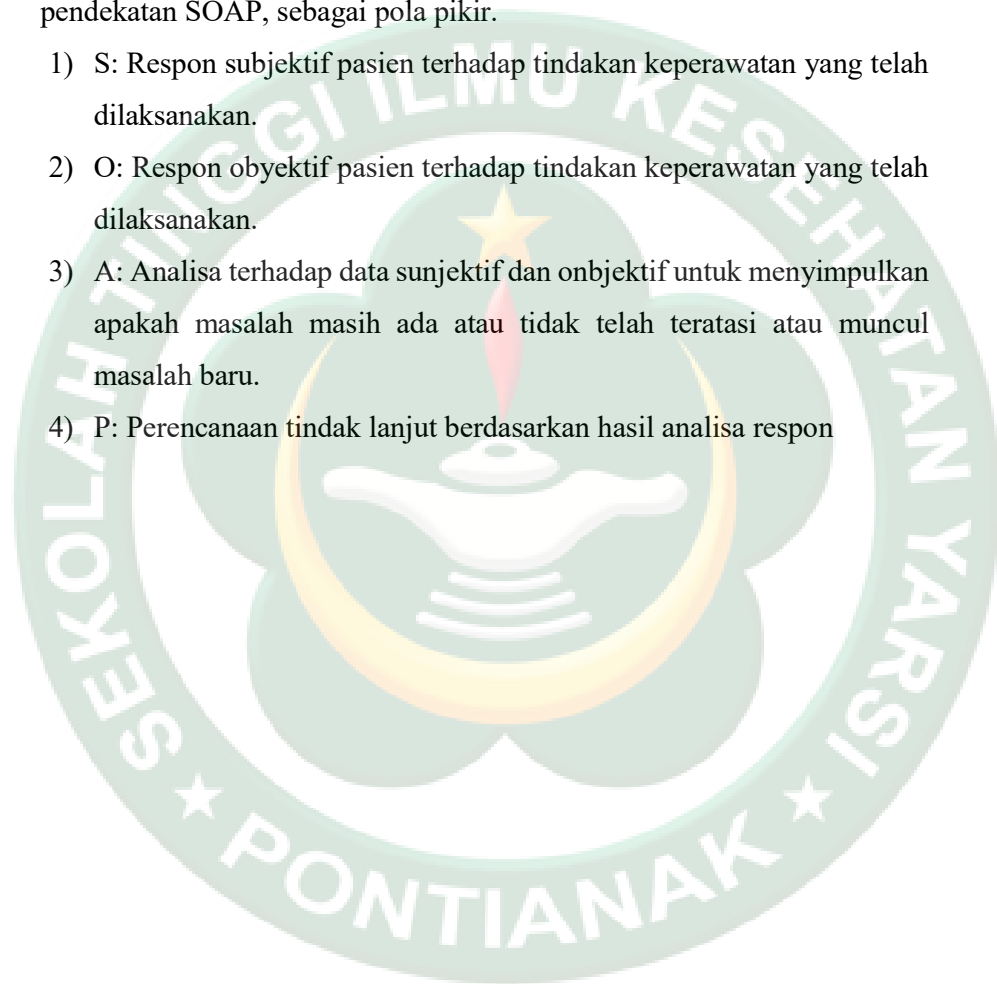 pendekatan SOAP, sebagai pola pikir.
1) S: Respon subjektif pasien terhadap tindakan keperawatan yang telah
dilaksanakan.
2) O: Respon obyektif pasien terhadap tindakan keperawatan yang telah
dilaksanakan.
3) A: Analisa terhadap data sunjektif dan onbjektif untuk menyimpulkan
apakah masalah masih ada atau tidak telah teratasi atau muncul
masalah baru.
4) P: Perencanaan tindak lanjut berdasarkan hasil analisa respon
SEKOLAH TINGGI ILMU KESEHATAN YARSI
PONTIANAK